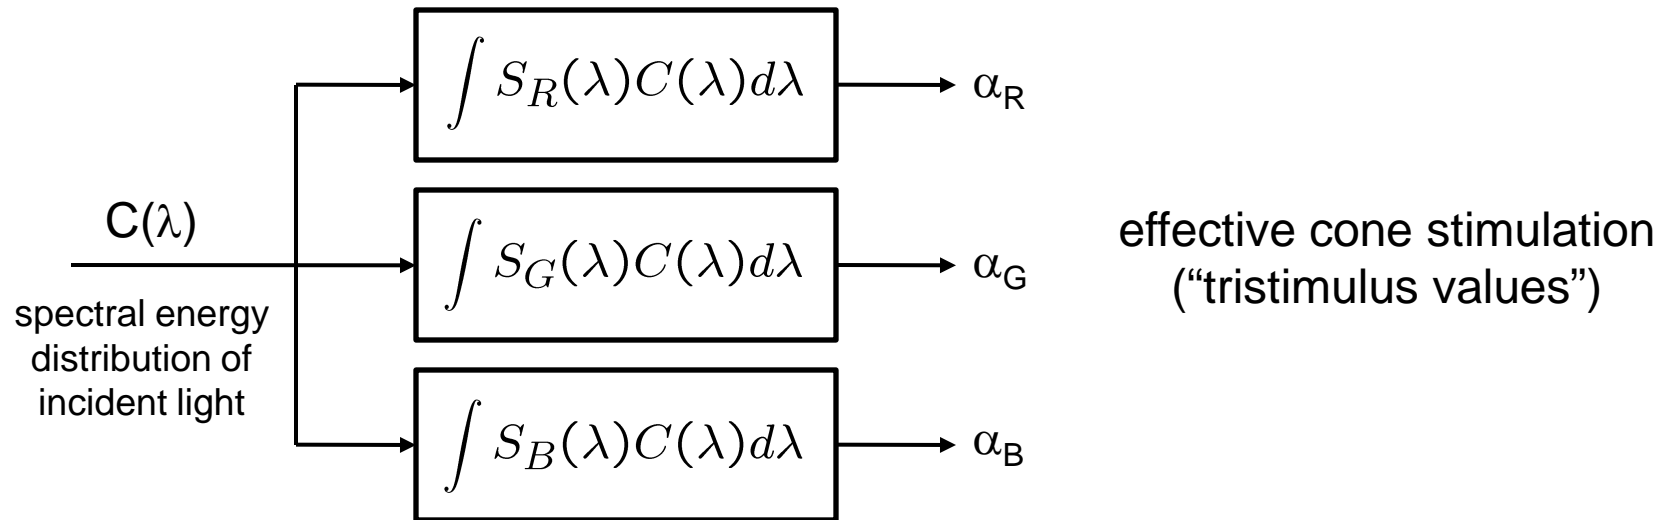 ∫ S_R(λ)C(λ)dλ
α_R
C(λ)
∫ S_G(λ)C(λ)dλ
α_G
effective cone stimulation
(“tristimulus values”)
spectral energy
distribution of
incident light
∫ S_B(λ)C(λ)dλ
α_B